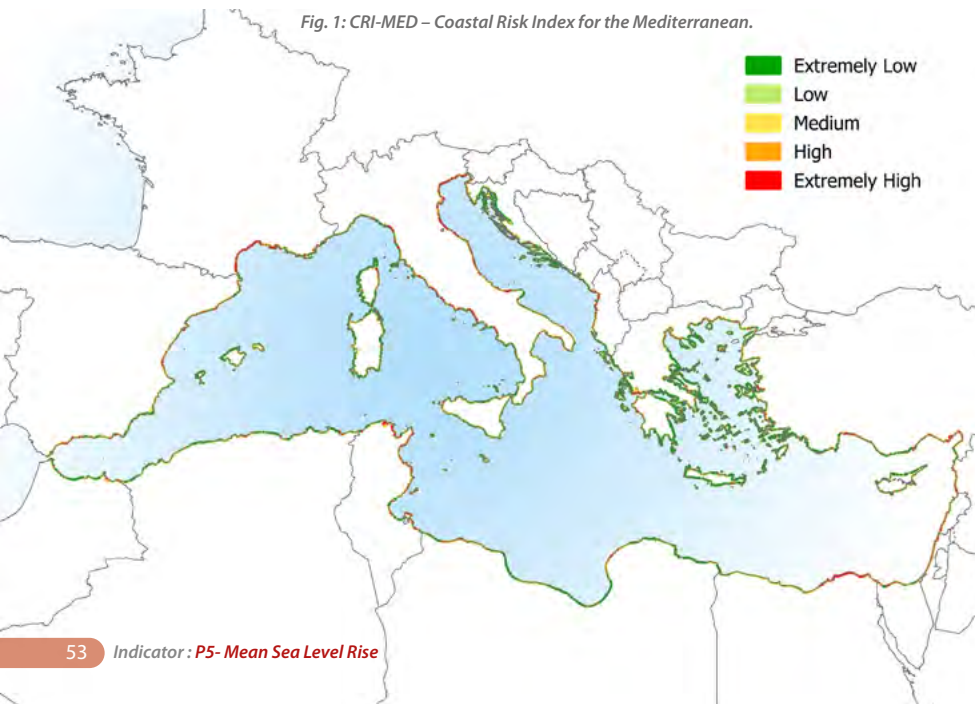 Fig. 1: CRI-MED – Coastal Risk Index for the Mediterranean.
Extremely Low
Low
Medium
High
Extremely High
53 Indicator : P5- Mean Sea Level Rise